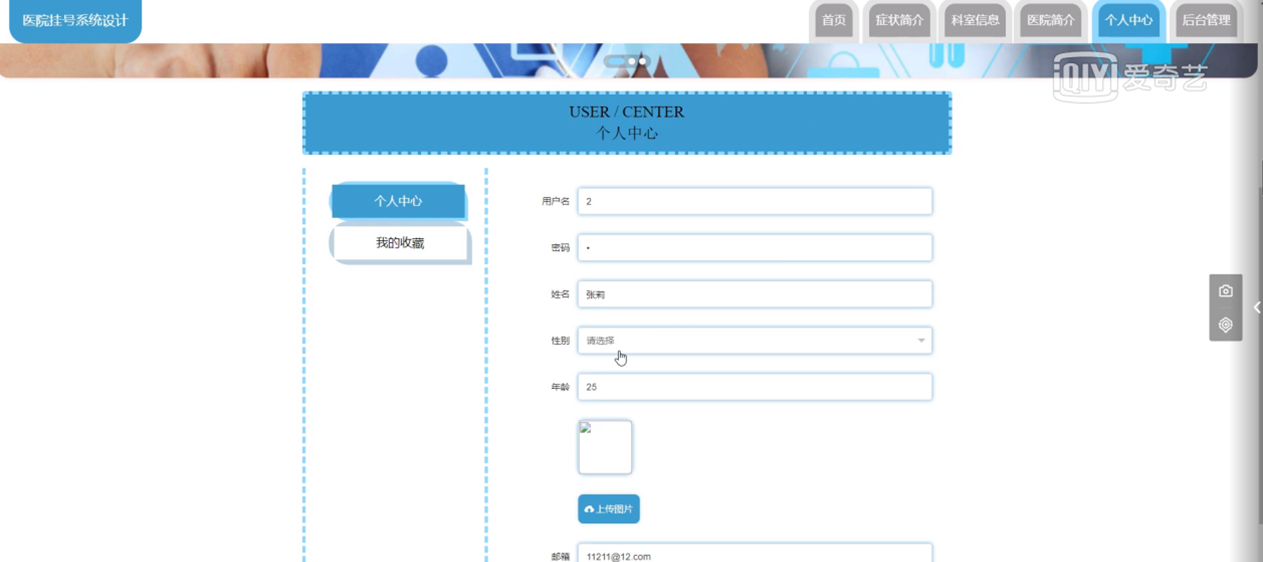 医院挂号系统设计
首页
症状简介
科室信息
医院简介
个人中心
后台管理
iQIYI 爱奇艺
USER / CENTER
个人中心
个人中心
我的收藏
用户名 2
密码 •
姓名 张莉
性别 请选择
年龄 25
上传图片
邮箱 11211@12.com